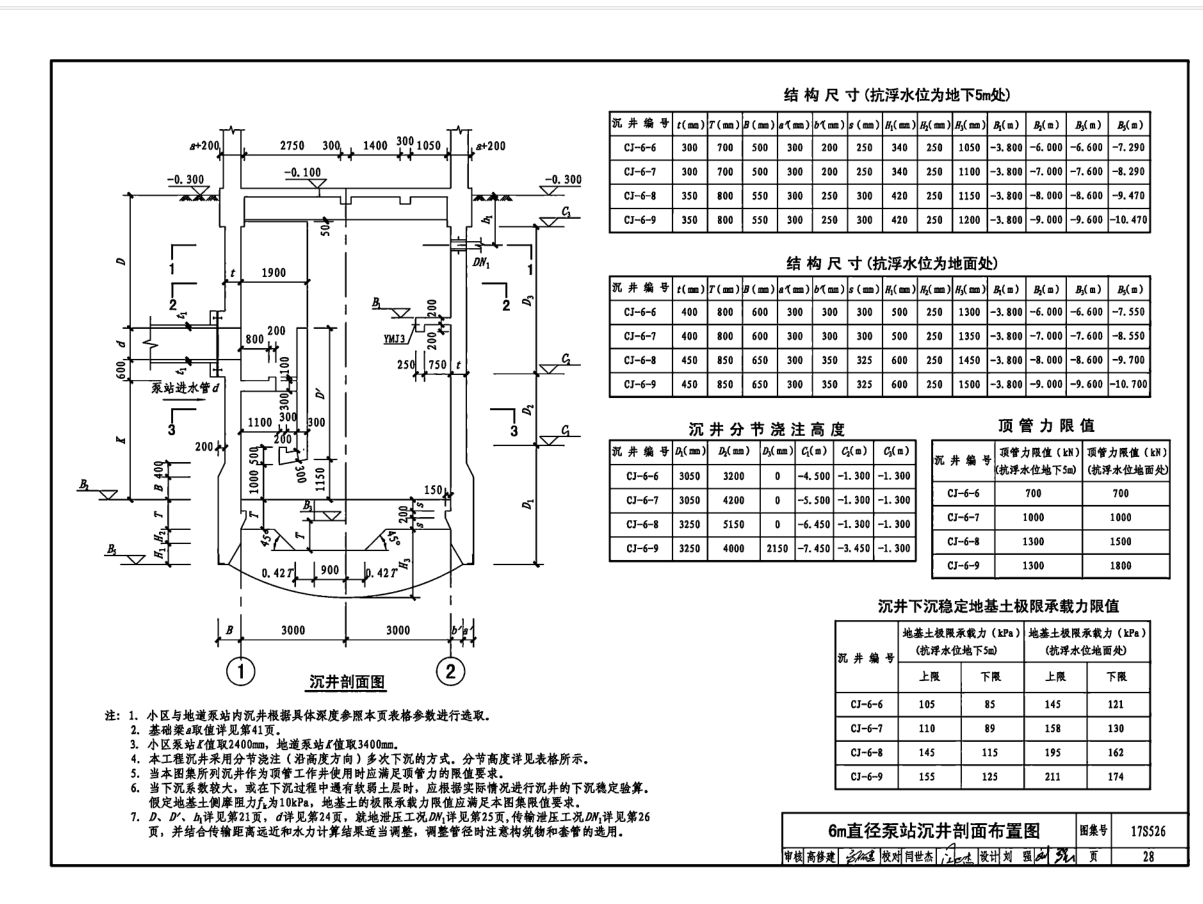 结 构 尺 寸(抗浮水位为地下5m处)
沉 井 编 号 t(mm) T(mm) B(mm) a'(mm) b'(mm) s(mm) H₁(mm) H₂(mm) H₃(mm) B₁(m) B₂(m) B₃(m) B₅(m)
CJ-6-6 300 700 500 300 200 250 340 250 1050 -3.800 -6.000 -6.600 -7.290
CJ-6-7 300 700 500 300 200 250 340 250 1100 -3.800 -7.000 -7.600 -8.290
CJ-6-8 350 800 550 300 250 300 420 250 1150 -3.800 -8.000 -8.600 -9.470
CJ-6-9 350 800 550 300 250 300 420 250 1200 -3.800 -9.000 -9.600 -10.470
结 构 尺 寸(抗浮水位为地面处)
沉 井 编 号 t(mm) T(mm) B(mm) a'(mm) b'(mm) s(mm) H₁(mm) H₂(mm) H₃(mm) B₁(m) B₂(m) B₃(m) B₅(m)
CJ-6-6 400 800 600 300 300 300 500 250 1300 -3.800 -6.000 -6.600 -7.550
CJ-6-7 400 800 600 300 300 300 500 250 1350 -3.800 -7.000 -7.600 -8.550
CJ-6-8 450 850 650 300 350 325 600 250 1450 -3.800 -8.000 -8.600 -9.700
CJ-6-9 450 850 650 300 350 325 600 250 1500 -3.800 -9.000 -9.600 -10.700
沉 井 分 节 浇 注 高 度
沉 井 编 号 D₁(mm) D₂(mm) D₃(mm) C₁(m) C₂(m) C₃(m)
CJ-6-6 3050 3200 0 -4.500 -1.300 -1.300
CJ-6-7 3050 4200 0 -5.500 -1.300 -1.300
CJ-6-8 3250 5150 0 -6.450 -1.300 -1.300
CJ-6-9 3250 4000 2150 -7.450 -3.450 -1.300
顶 管 力 限 值
沉 井 编 号 顶管力限值(kN)(抗浮水位地下5m) 顶管力限值(kN)(抗浮水位地面处)
CJ-6-6 700 700
CJ-6-7 1000 1000
CJ-6-8 1300 1500
CJ-6-9 1300 1800
沉井下沉稳定地基土极限承载力限值
沉 井 编 号 地基土极限承载力(kPa)(抗浮水位地下5m) 地基土极限承载力(kPa)(抗浮水位地面处)
上限 下限 上限 下限
CJ-6-6 105 85 145 121
CJ-6-7 110 89 158 130
CJ-6-8 145 115 195 162
CJ-6-9 155 125 211 174
a+200 2750 300 1400 300 1050 a+200
-0.300 -0.100 -0.300
C₃
h₁
50
DN₁
D
1 t 1900 1
2 2
D₃
B₁ 200
t₁
YMJ3 200
d 800 200
250 750 t
100
C₂
600 t₁
泵站进水管d
D'
300
D₂
3 1100 300 300 3
K
C₁
200 200
400 500 300
B₂ B 1000 1150 150
D₁
T T B₃ s
200
s
H₂ 45° T 45°
B₅ H₁ H₃
0.42T 900 0.42T
B 3000 3000 b' a'
1 2
沉井剖面图
注: 1. 小区与地道泵站内沉井根据具体深度参照本页表格参数进行选取。
2. 基础梁a取值详见第41页。
3. 小区泵站K值取2400mm, 地道泵站K值取3400mm。
4. 本工程沉井采用分节浇注(沿高度方向)多次下沉的方式。分节高度详见表格所示。
5. 当本图集所列沉井作为顶管工作井使用时应满足顶管力的限值要求。
6. 当下沉系数较大, 或在下沉过程中遇有软弱土层时, 应根据实际情况进行沉井的下沉稳定验算。
假定地基土侧摩阻力fₖ为10kPa, 地基土的极限承载力限值应满足本图集限值要求。
7. D、D'、h₁详见第21页, d详见第24页, 就地泄压工况DN₁详见第25页, 传输泄压工况DN₁详见第26
页, 并结合传输距离远近和水力计算结果适当调整, 调整管径时注意构筑物和套管的选用。
6m直径泵站沉井剖面布置图 图集号 17S526
审核 高修建 校对 闫世杰 设计 刘 强 页 28